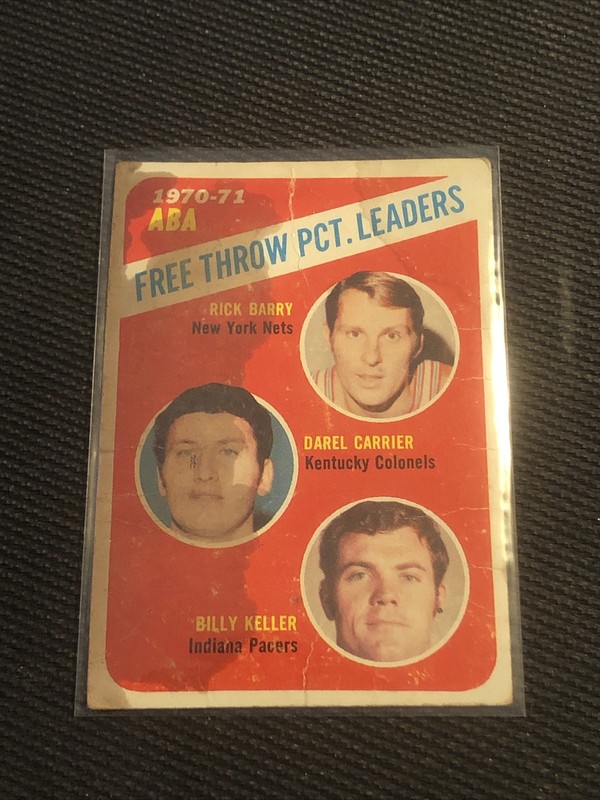 1970-71
ABA
FREE THROW PCT. LEADERS
RICK BARRY
New York Nets
DAREL CARRIER
Kentucky Colonels
BILLY KELLER
Indiana Pacers